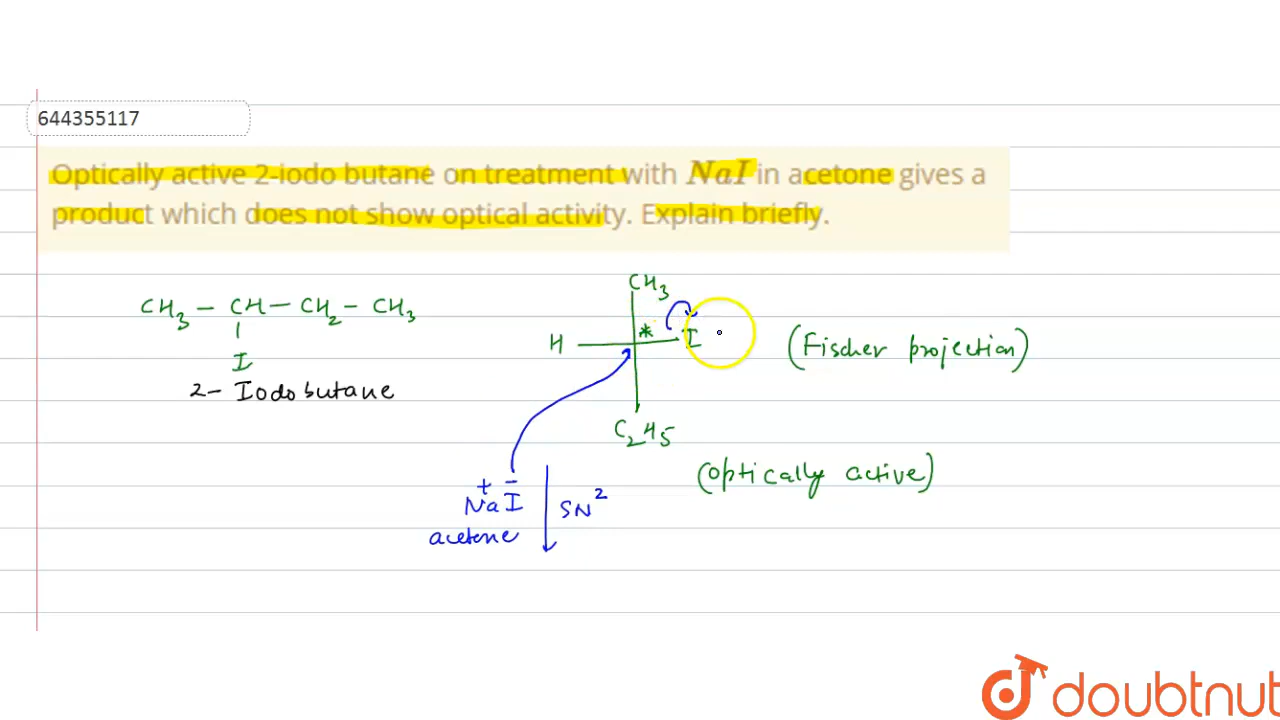 644355117
Optically active 2-iodo butane on treatment with NaI in acetone gives a
product which does not show optical activity. Explain briefly.
CH3 – CH – CH2 – CH3
I
2- Iodobutane
CH3
H * I
C2H5
(Fischer projection)
(optically active)
+ –
NaI
acetone
SN2
doubtnut